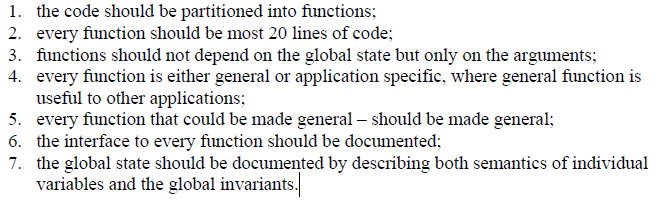 1. the code should be partitioned into functions;
2. every function should be most 20 lines of code;
3. functions should not depend on the global state but only on the arguments;
4. every function is either general or application specific, where general function is
useful to other applications;
5. every function that could be made general – should be made general;
6. the interface to every function should be documented;
7. the global state should be documented by describing both semantics of individual
variables and the global invariants.